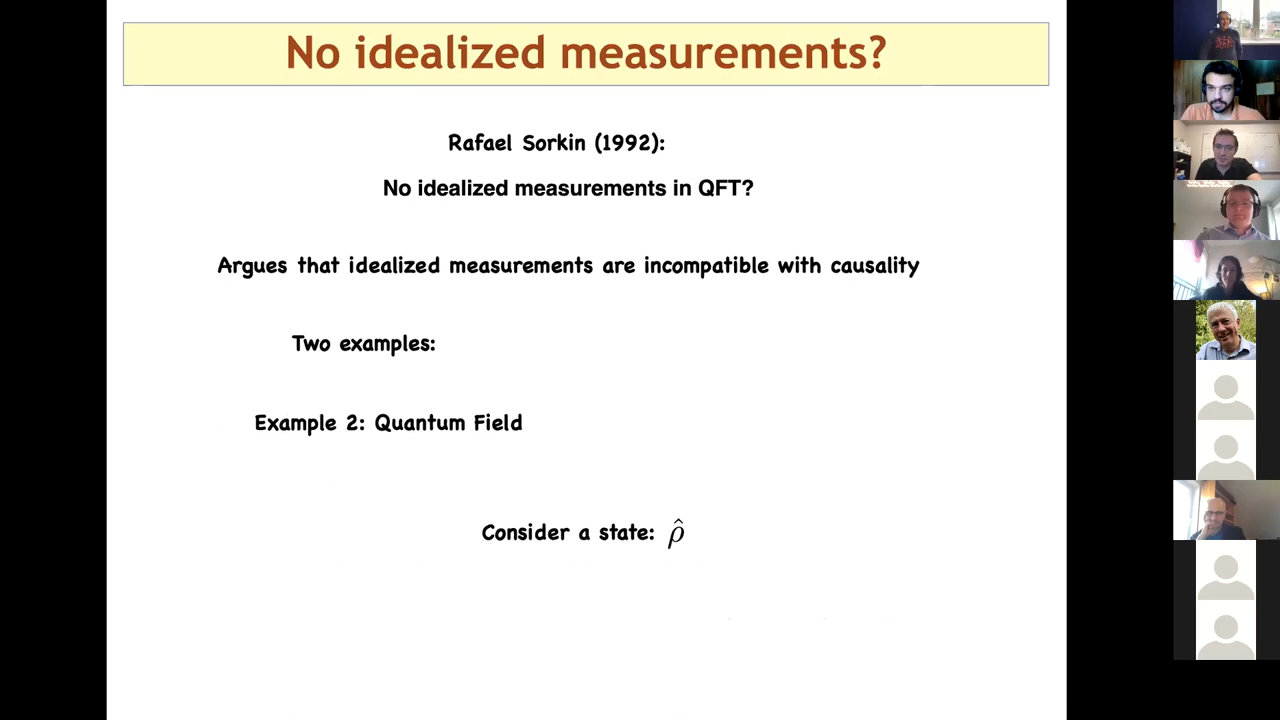 No idealized measurements?
Rafael Sorkin (1992):
No idealized measurements in QFT?
Argues that idealized measurements are incompatible with causality
Two examples:
Example 2: Quantum Field
Consider a state: ρ̂